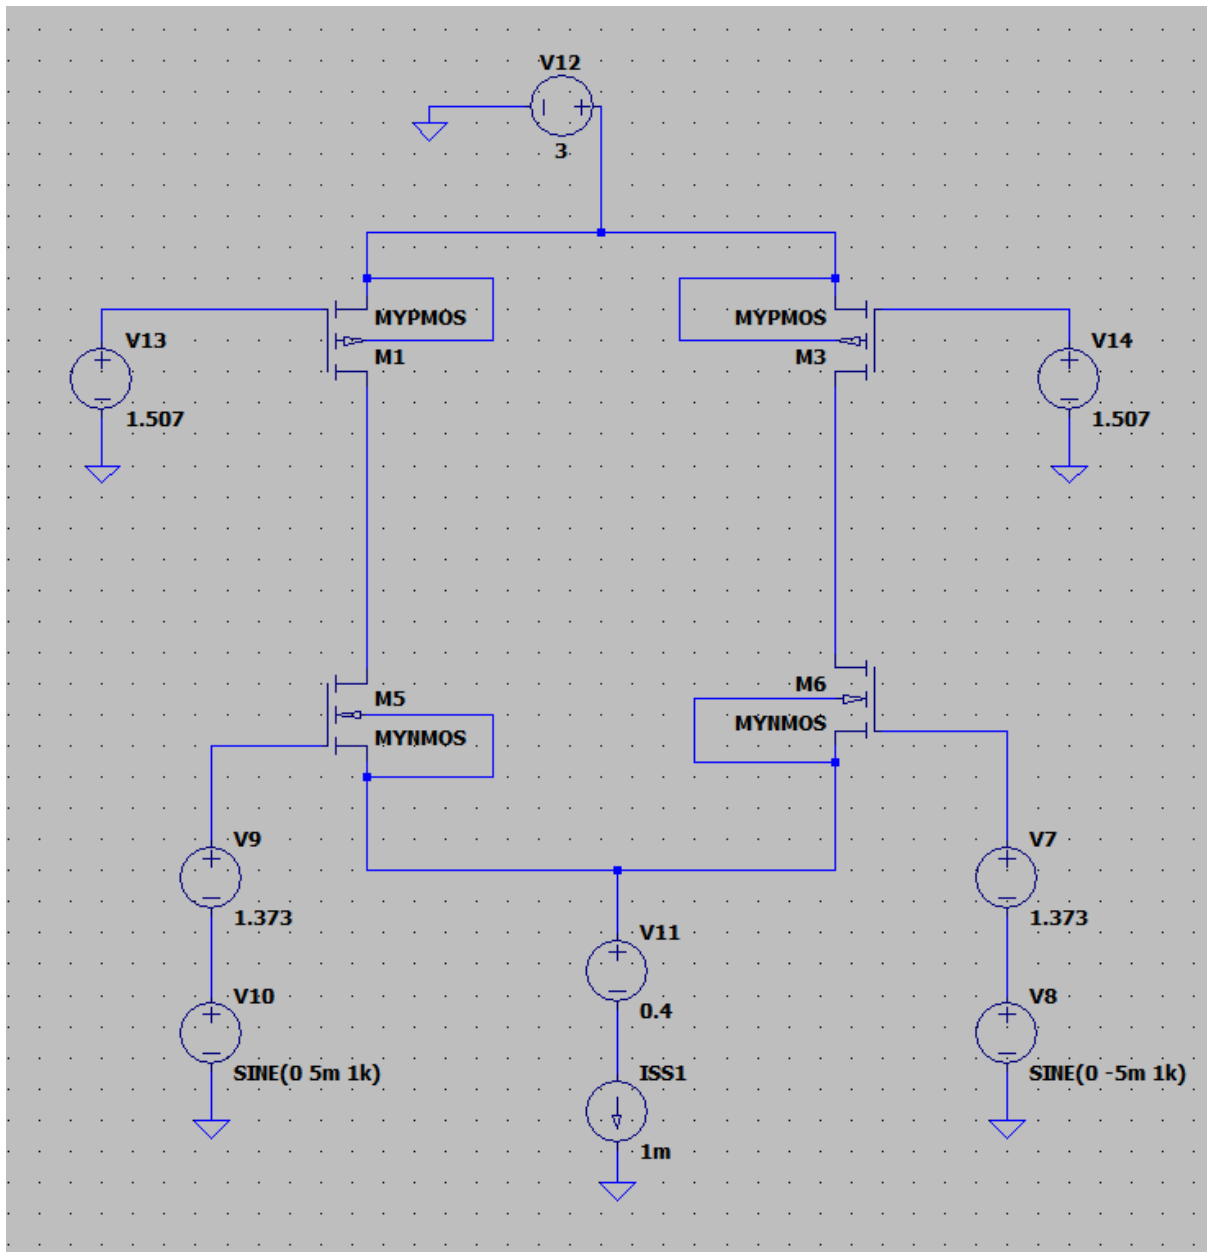 V12
3
MYPMOS
M1
MYPMOS
M3
V13
1.507
V14
1.507
M5
MYNMOS
M6
MYNMOS
V9
1.373
V7
1.373
V11
0.4
V10
SINE(0 5m 1k)
V8
SINE(0 -5m 1k)
ISS1
1m